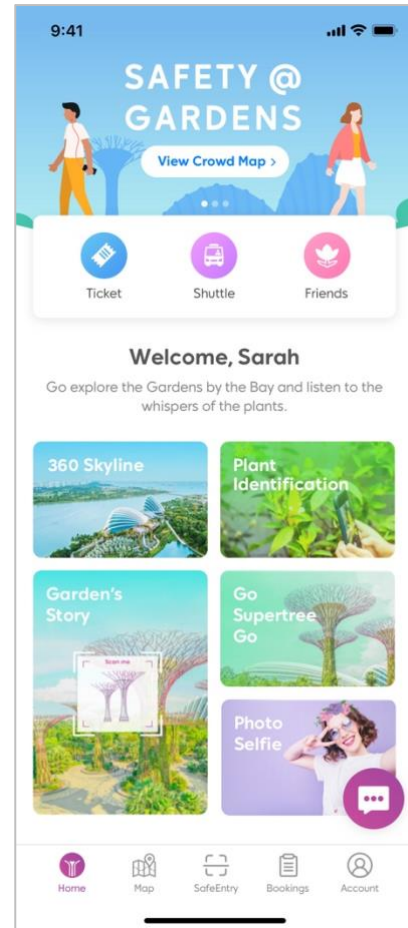 9:41
SAFETY @
GARDENS
View Crowd Map >
Ticket
Shuttle
Friends
Welcome, Sarah
Go explore the Gardens by the Bay and listen to the
whispers of the plants.
360 Skyline
Plant
Identification
Garden's
Story
Scan me
Go
Supertree
Go
Photo
Selfie
Home
Map
SafeEntry
Bookings
Account